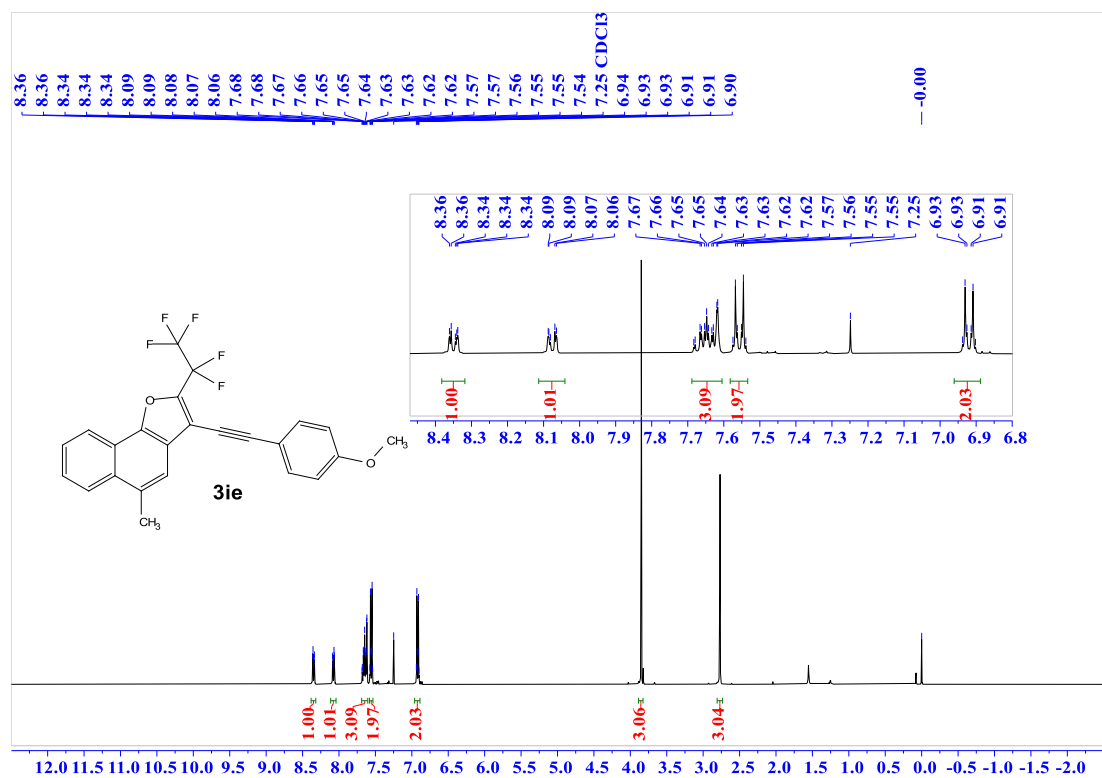 8.36 8.36 8.34 8.34 8.34 8.09 8.09 8.08 8.07 8.06 7.68 7.68 7.67 7.66 7.65 7.65 7.64 7.63 7.63 7.62 7.62 7.57 7.57 7.56 7.55 7.55 7.54 7.25 CDCl3 6.94 6.93 6.93 6.91 6.91 6.90 -0.00
8.36 8.36 8.34 8.34 8.34 8.09 8.09 8.07 8.06 7.67 7.66 7.65 7.65 7.64 7.63 7.63 7.62 7.62 7.57 7.56 7.55 7.55 7.25 6.93 6.93 6.91 6.91
1.00 1.01 3.09 1.97 2.03
8.4 8.3 8.2 8.1 8.0 7.9 7.8 7.7 7.6 7.5 7.4 7.3 7.2 7.1 7.0 6.9 6.8
F
F
F
F
F
O
O
CH3
CH3
3ie
1.00 1.01 3.09 1.97 2.03 3.06 3.04
12.0 11.5 11.0 10.5 10.0 9.5 9.0 8.5 8.0 7.5 7.0 6.5 6.0 5.5 5.0 4.5 4.0 3.5 3.0 2.5 2.0 1.5 1.0 0.5 0.0 -0.5 -1.0 -1.5 -2.0